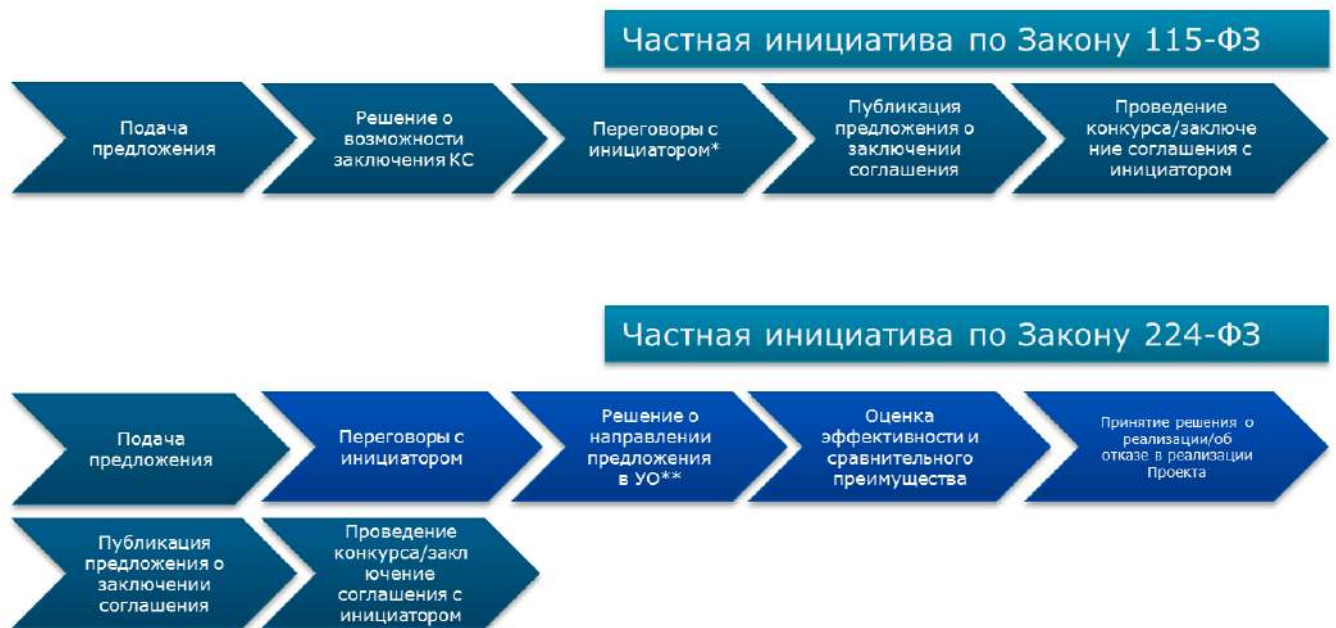 Частная инициатива по Закону 115-ФЗ
Подача
предложения
Решение о
возможности
заключения КС
Переговоры с
инициатором*
Публикация
предложения о
заключении
соглашения
Проведение
конкурса/заключе
ние соглашения с
инициатором
Частная инициатива по Закону 224-ФЗ
Подача
предложения
Переговоры с
инициатором
Решение о
направлении
предложения
в УО**
Оценка
эффективности и
сравнительного
преимущества
Принятие решения о
реализации/об
отказе в реализации
Проекта
Публикация
предложения о
заключении
соглашения
Проведение
конкурса/закл
ючение
соглашения с
инициатором